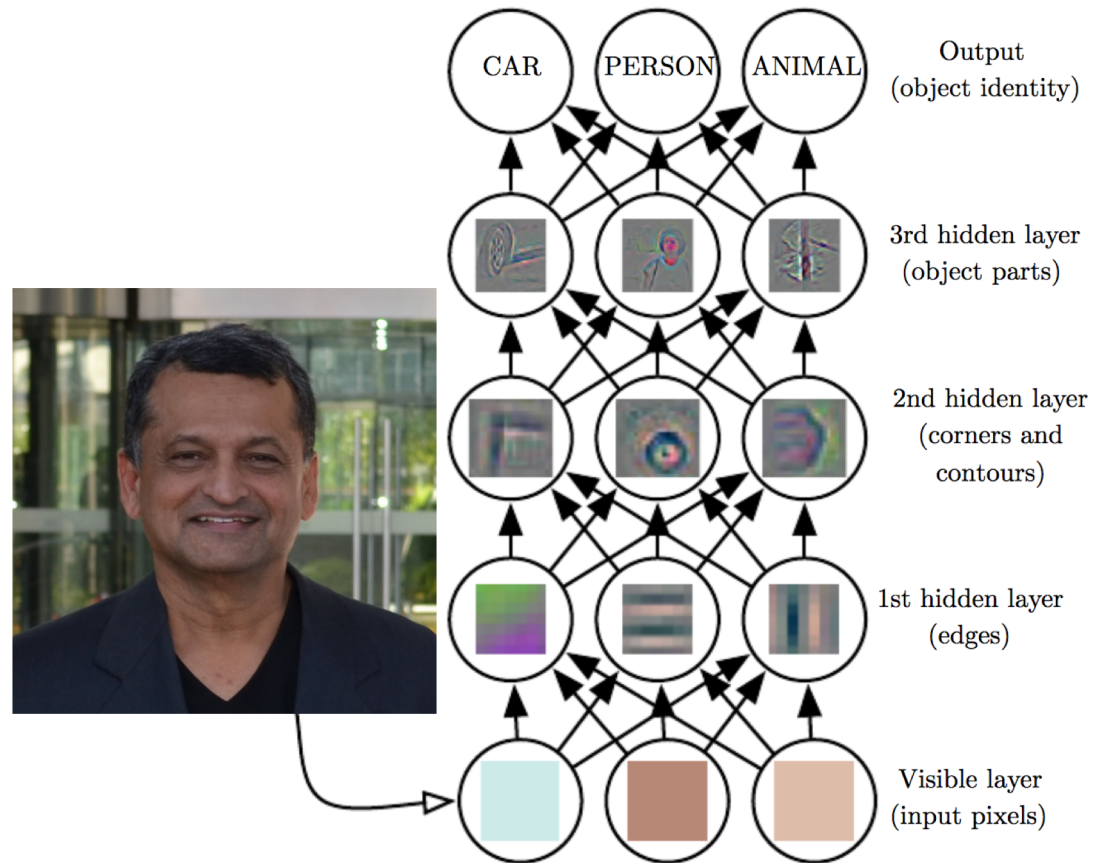 CAR
PERSON
ANIMAL
Output
(object identity)
3rd hidden layer
(object parts)
2nd hidden layer
(corners and
contours)
1st hidden layer
(edges)
Visible layer
(input pixels)